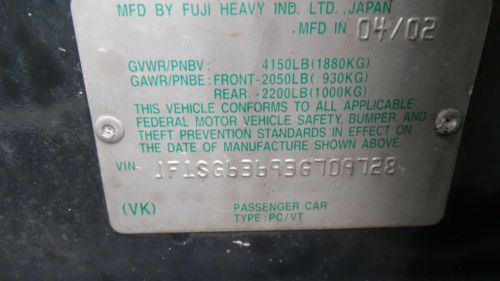 MFD BY FUJI HEAVY IND. LTD., JAPAN
MFD IN 04/02
GVWR/PNBV : 4150LB(1880KG)
GAWR/PNBE : FRONT-2050LB( 930KG)
REAR -2200LB(1000KG)
THIS VEHICLE CONFORMS TO ALL APPLICABLE
FEDERAL MOTOR VEHICLE SAFETY, BUMPER, AND
THEFT PREVENTION STANDARDS IN EFFECT ON
THE DATE OF MANUFACTURE SHOWN ABOVE.
VIN: JF1SG63693G709728
(VK) PASSENGER CAR
TYPE: PC/VT